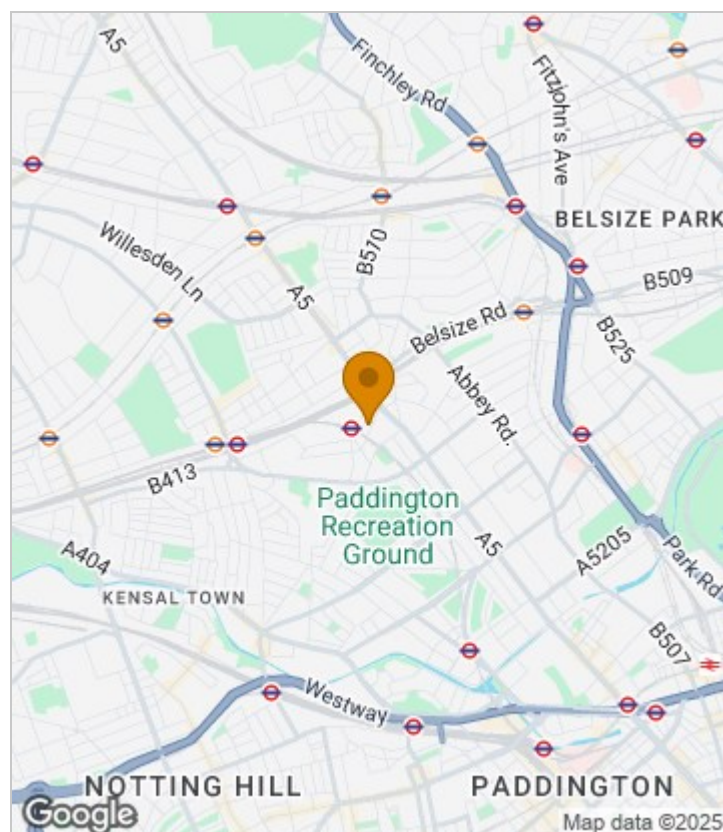 A5
Finchley Rd
Fitzjohn's Ave
BELSIZE PARK
Willesden Ln
B510
A5
B509
Belsize Rd
B525
Abbey Rd.
B413
Paddington
Recreation
Ground
A5
A5205
A404
Park Rd
KENSAL TOWN
B507
Westway
NOTTING HILL
PADDINGTON
Google
Map data ©2025